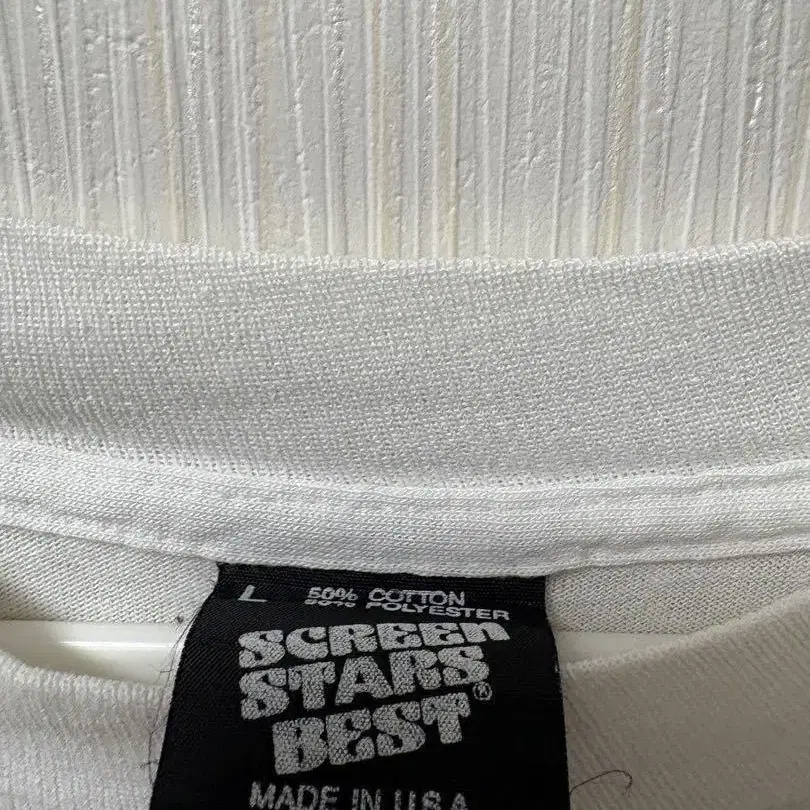 L 50% COTTON
50% POLYESTER
SCREEN
STARS
BEST®
MADE IN U.S.A.